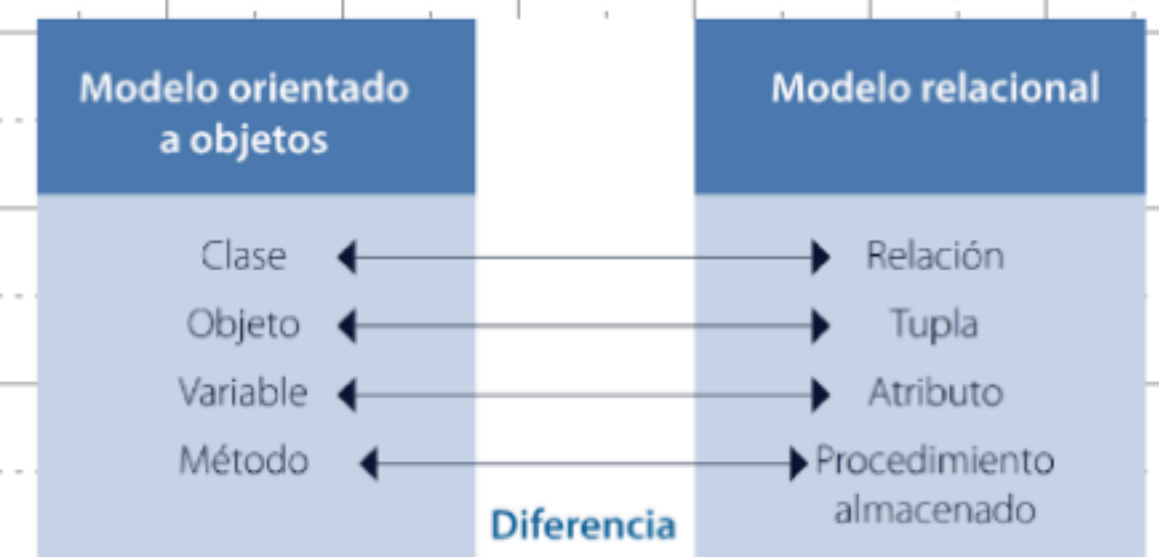 Modelo orientado
a objetos
Modelo relacional
Clase
Relación
Objeto
Tupla
Variable
Atributo
Método
Procedimiento
almacenado
Diferencia